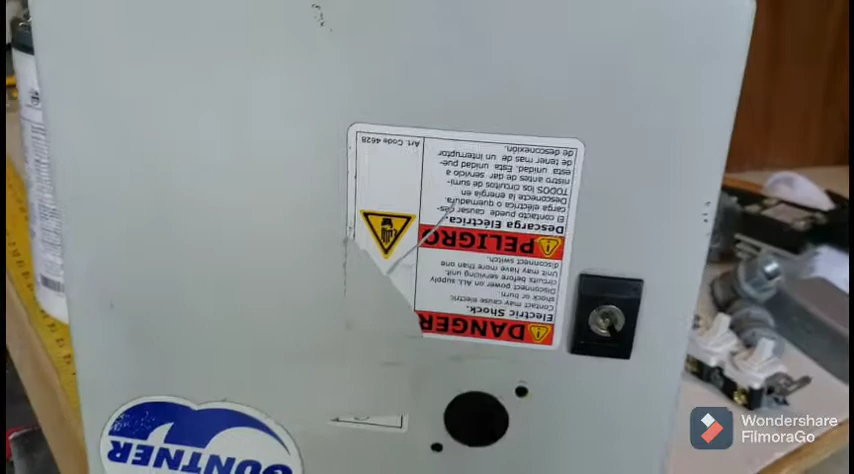 DANGER
Electric Shock.
Contact may cause electric
shock or burn.
Disconnect power on ALL supply
circuits before servicing unit.
Unit may have more than one
disconnect switch.
PELIGRO
Descarga Eléctrica.
El contacto puede causar des-
carga eléctrica o quemadura.
Desconecte la energía en
TODOS los circuitos de sumi-
nistro antes de dar servicio a
esta unidad. Esta unidad pue-
de tener mas de un interruptor
de desconexión.
Art. Code 4628
GÜNTNER
Wondershare
FilmoraGo